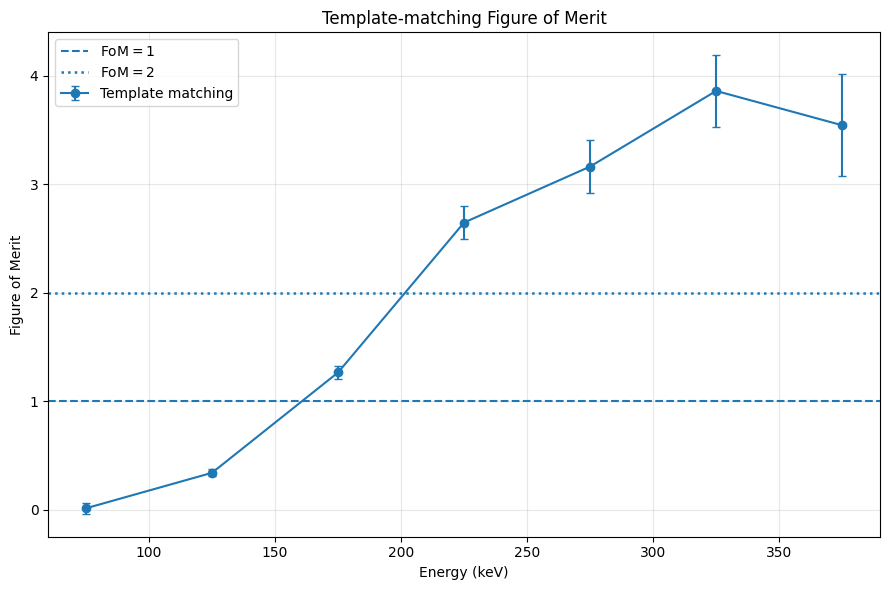 Template-matching Figure of Merit
FoM = 1
FoM = 2
Template matching
Figure of Merit
4
3
2
1
0
100 150 200 250 300 350
Energy (keV)